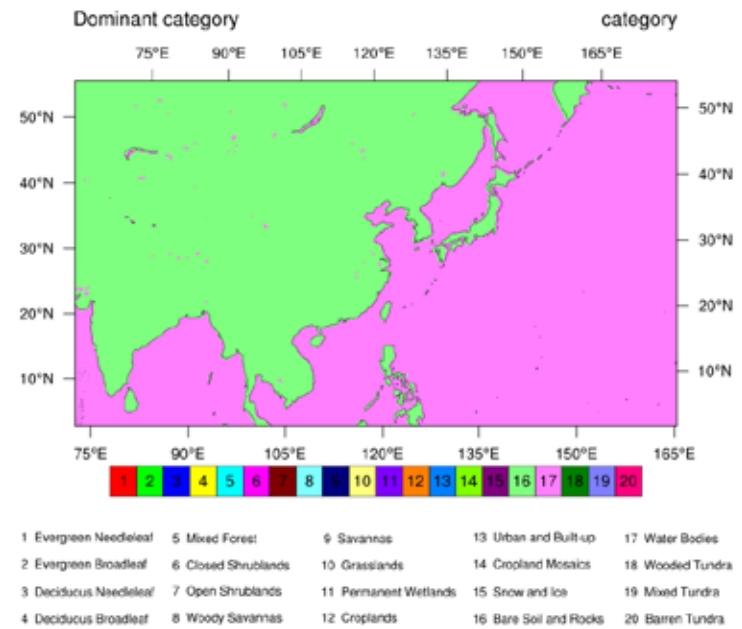 Dominant category category
75°E 90°E 105°E 120°E 135°E 150°E 165°E
50°N 50°N
40°N 40°N
30°N 30°N
20°N 20°N
10°N 10°N
75°E 90°E 105°E 120°E 135°E 150°E 165°E
1 2 3 4 5 6 7 8 9 10 11 12 13 14 15 16 17 18 19 20
1 Evergreen Needleleaf 5 Mixed Forest 9 Savannas 13 Urban and Built-up 17 Water Bodies
2 Evergreen Broadleaf 6 Closed Shrublands 10 Grasslands 14 Cropland Mosaics 18 Wooded Tundra
3 Deciducus Needleleaf 7 Open Shrublands 11 Permanent Wetlands 15 Snow and Ice 19 Mixed Tundra
4 Deciducus Broadleaf 8 Woody Savannas 12 Croplands 16 Bare Soil and Rocks 20 Barren Tundra